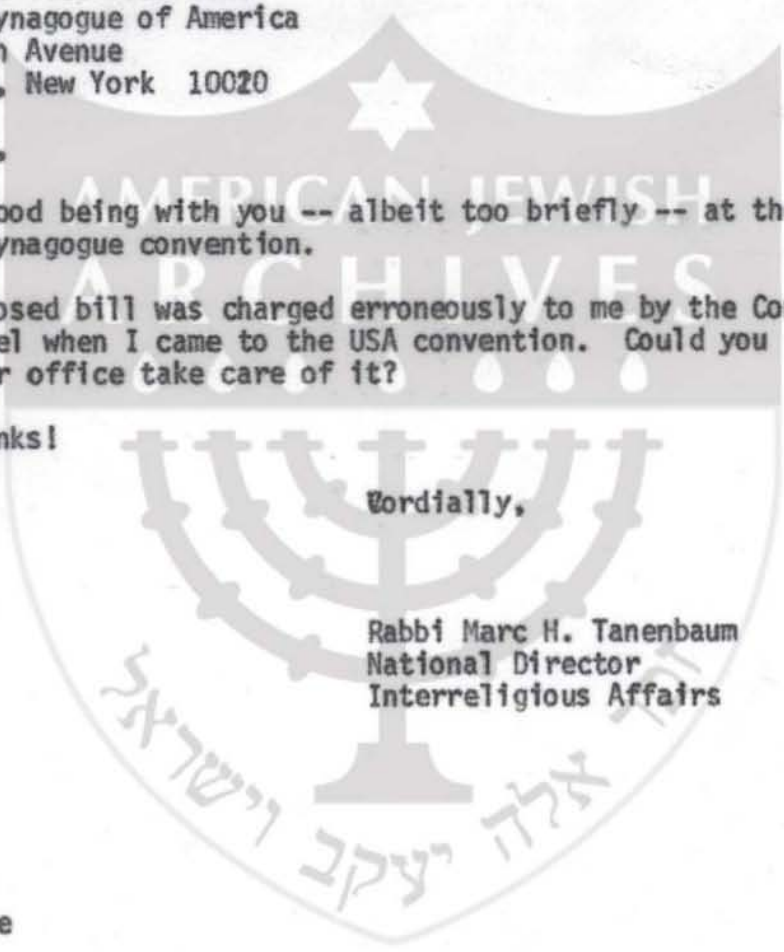 ynagogue of America
h Avenue
, New York 10020
AMERICAN JEWISH
ood being with you -- albeit too briefly -- at th
ynagogue convention.
ARCHIVES
osed bill was charged erroneously to me by the Co
el when I came to the USA convention. Could you
r office take care of it?
nks!
Cordially,
Rabbi Marc H. Tanenbaum
National Director
Interreligious Affairs
זכר אלה יעקב וישראל
e